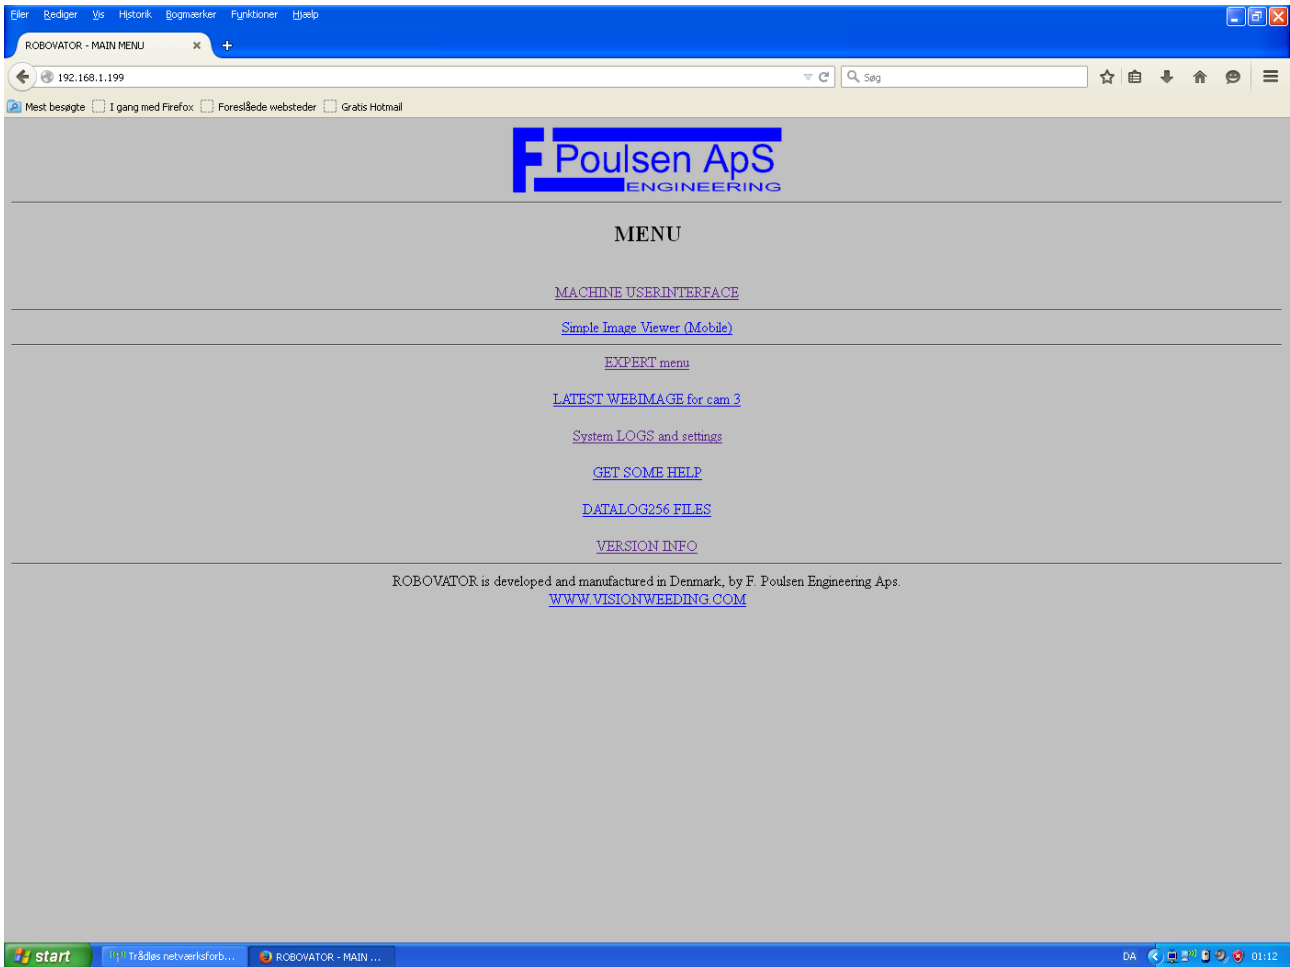 Filer Rediger Vis Historik Bogmærker Funktioner Hjælp
ROBOVATOR - MAIN MENU
192.168.1.199
Søg
Mest besøgte I gang med Firefox Foreslåede websteder Gratis Hotmail
F Poulsen ApS
ENGINEERING
MENU
MACHINE USERINTERFACE
Simple Image Viewer (Mobile)
EXPERT menu
LATEST WEBIMAGE for cam 3
System LOGS and settings
GET SOME HELP
DATALOG256 FILES
VERSION INFO
ROBOVATOR is developed and manufactured in Denmark, by F. Poulsen Engineering Aps.
WWW.VISIONWEEDING.COM
start Trådløs netværksforb... ROBOVATOR - MAIN ... DA 01:12